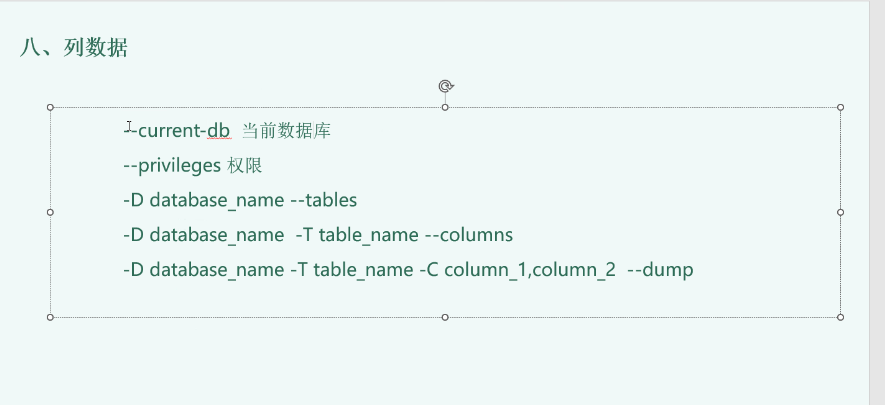 八、列数据
--current-db  当前数据库
--privileges 权限
-D database_name --tables
-D database_name  -T table_name --columns
-D database_name -T table_name -C column_1,column_2  --dump